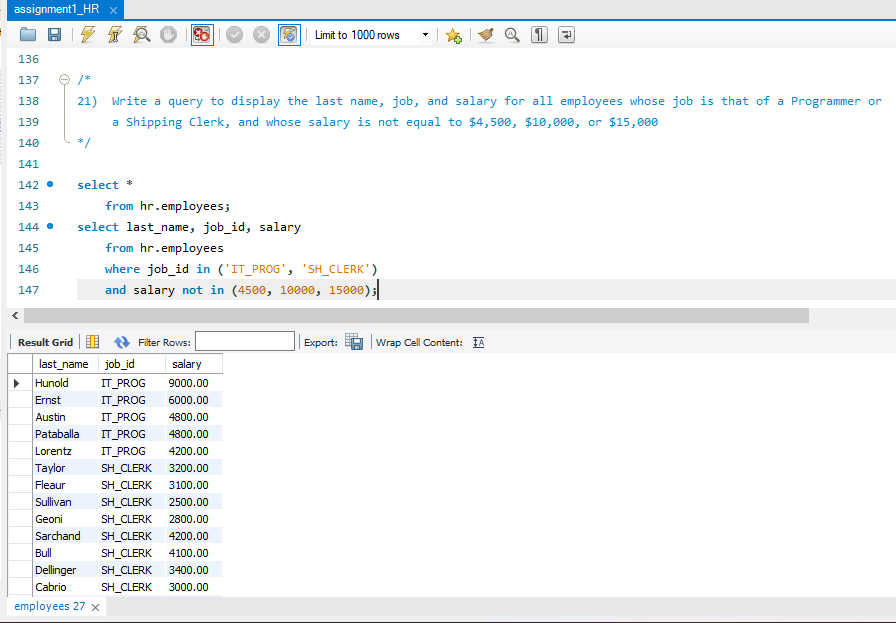 assignment1_HR
Limit to 1000 rows
136
137 /*
138 21) Write a query to display the last name, job, and salary for all employees whose job is that of a Programmer or
139 a Shipping Clerk, and whose salary is not equal to $4,500, $10,000, or $15,000
140 */
141
142 select *
143 from hr.employees;
144 select last_name, job_id, salary
145 from hr.employees
146 where job_id in ('IT_PROG', 'SH_CLERK')
147 and salary not in (4500, 10000, 15000);
Result Grid Filter Rows: Export: Wrap Cell Content: IA
last_name job_id salary
Hunold IT_PROG 9000.00
Ernst IT_PROG 6000.00
Austin IT_PROG 4800.00
Pataballa IT_PROG 4800.00
Lorentz IT_PROG 4200.00
Taylor SH_CLERK 3200.00
Fleaur SH_CLERK 3100.00
Sullivan SH_CLERK 2500.00
Geoni SH_CLERK 2800.00
Sarchand SH_CLERK 4200.00
Bull SH_CLERK 4100.00
Dellinger SH_CLERK 3400.00
Cabrio SH_CLERK 3000.00
employees 27